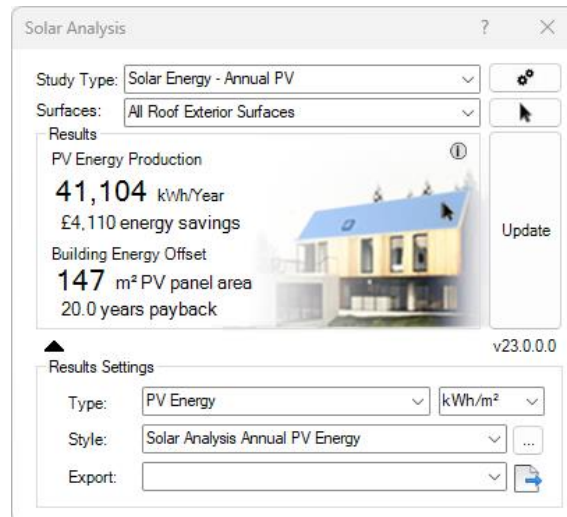 Solar Analysis ?
Study Type: Solar Energy - Annual PV
Surfaces: All Roof Exterior Surfaces
Results
PV Energy Production
41,104 kWh/Year
£4,110 energy savings
Building Energy Offset
147 m² PV panel area
20.0 years payback
Update
v23.0.0.0
Results Settings
Type: PV Energy kWh/m²
Style: Solar Analysis Annual PV Energy ...
Export: